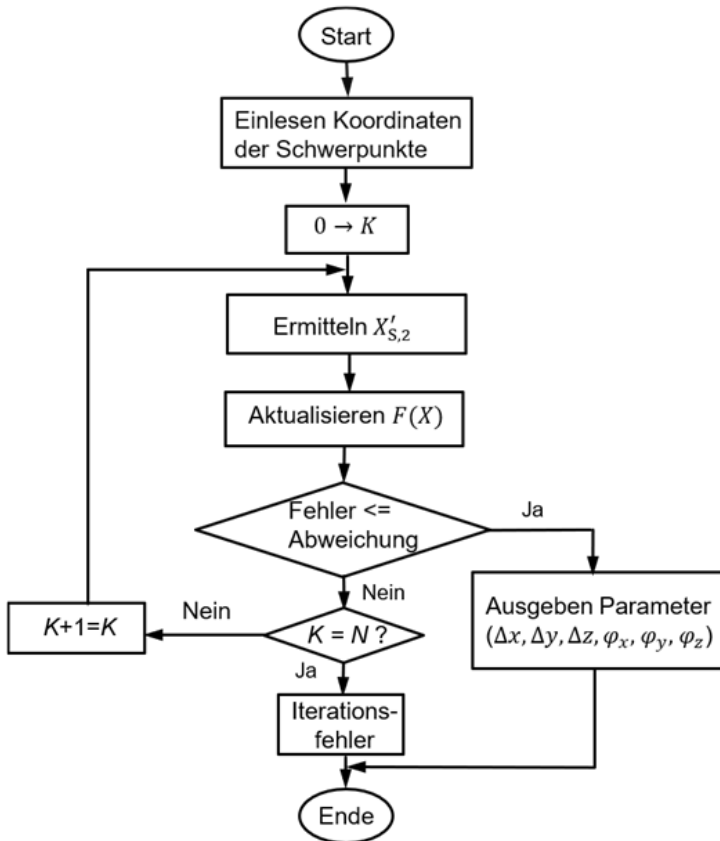 Start
Einlesen Koordinaten
der Schwerpunkte
0 → K
Ermitteln X′S,2
Aktualisieren F(X)
Fehler <=
Abweichung
Ja
Nein
Ausgeben Parameter
(Δx, Δy, Δz, φx, φy, φz)
K+1=K
Nein
K = N ?
Ja
Iterations-
fehler
Ende